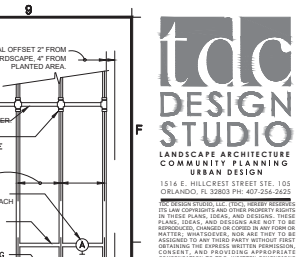 9
AL OFFSET 2" FROM
RDSCAPE, 4" FROM
PLANTED AREA.
ER
E
F
ACH
A
tdc
DESIGN
STUDIO
LANDSCAPE ARCHITECTURE
COMMUNITY PLANNING
URBAN DESIGN
1516 E. HILLCREST STREET STE. 105
ORLANDO, FL 32803 PH: 407-256-2625
TDC DESIGN STUDIO, LLC. (TDC), HEREBY RESERVES
ITS LAW COPYRIGHTS AND OTHER PROPERTY RIGHTS
IN THESE PLANS, IDEAS, AND DESIGNS. THESE
PLANS, IDEAS, AND DESIGNS ARE NOT TO BE
REPRODUCED, CHANGED OR COPIED IN ANY FORM OR
MATTER; WHATSOEVER, NOR ARE THEY TO BE
ASSIGNED TO ANY THIRD PARTY WITHOUT FIRST
OBTAINING THE EXPRESS WRITTEN PERMISSION,
CONSENT, AND PROVIDING APPROPRIATE